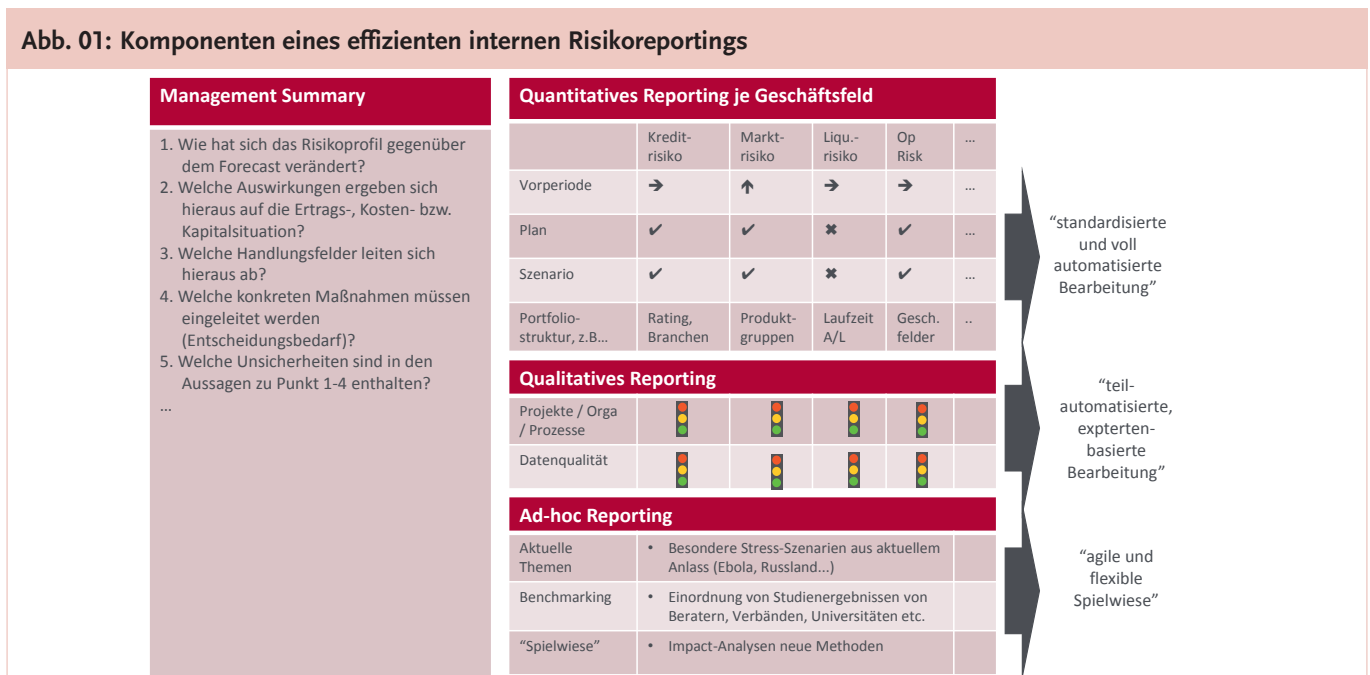 Abb. 01: Komponenten eines effizienten internen Risikoreportings
Management Summary
1. Wie hat sich das Risikoprofil gegenüber
dem Forecast verändert?
2. Welche Auswirkungen ergeben sich
hieraus auf die Ertrags-, Kosten- bzw.
Kapitalsituation?
3. Welche Handlungsfelder leiten sich
hieraus ab?
4. Welche konkreten Maßnahmen müssen
eingeleitet werden
(Entscheidungsbedarf)?
5. Welche Unsicherheiten sind in den
Aussagen zu Punkt 1-4 enthalten?
...
Quantitatives Reporting je Geschäftsfeld
Kredit- Markt- Liqu.- Op ...
risiko risiko risiko Risk
Vorperiode ➔ ↑ ➔ ➔ ...
Plan ✔ ✔ ✖ ✔ ...
Szenario ✔ ✔ ✖ ✔ ...
Portfolio- Rating, Produkt- Laufzeit Gesch. ..
struktur, z.B... Branchen gruppen A/L felder
Qualitatives Reporting
Projekte / Orga
/ Prozesse
Datenqualität
Ad-hoc Reporting
Aktuelle • Besondere Stress-Szenarien aus aktuellem
Themen Anlass (Ebola, Russland...)
Benchmarking • Einordnung von Studienergebnissen von
Beratern, Verbänden, Universitäten etc.
“Spielwiese” • Impact-Analysen neue Methoden
“standardisierte
und voll
automatisierte
Bearbeitung”
“teil-
automatisierte,
experten-
basierte
Bearbeitung”
“agile und
flexible
Spielwiese”